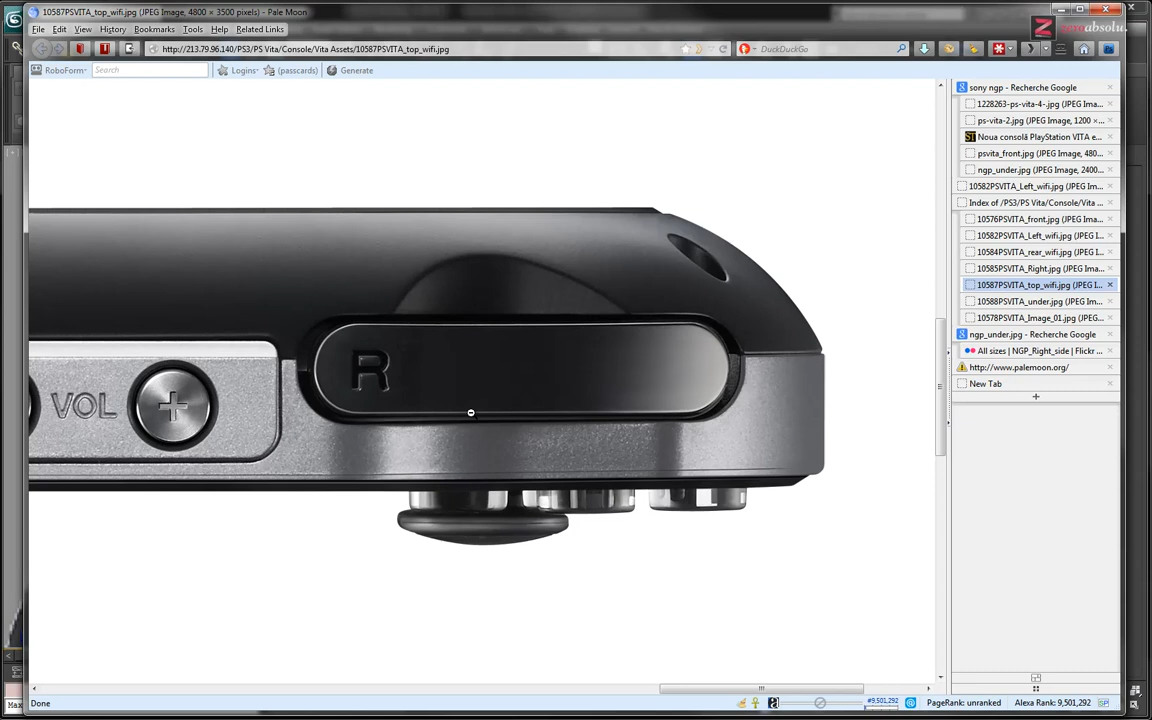 10587PSVITA_top_wifi.jpg (JPEG Image, 4800 × 3500 pixels) - Pale Moon
File Edit View History Bookmarks Tools Help Related Links
http://213.79.96.140/PS3/PS Vita/Console/Vita Assets/10587PSVITA_top_wifi.jpg
DuckDuckGo
RoboForm Search Logins (passcards) Generate
sony ngp - Recherche Google
1228263-ps-vita-4-.jpg (JPEG Ima...
ps-vita-2.jpg (JPEG Image, 1200 ×...
Noua consolă PlayStation VITA e...
psvita_front.jpg (JPEG Image, 480...
ngp_under.jpg (JPEG Image, 2400...
10582PSVITA_Left_wifi.jpg (JPEG Im...
Index of /PS3/PS Vita/Console/Vita ...
10576PSVITA_front.jpg (JPEG Ima...
10582PSVITA_Left_wifi.jpg (JPEG I...
10584PSVITA_rear_wifi.jpg (JPEG I...
10585PSVITA_Right.jpg (JPEG Ima...
10587PSVITA_top_wifi.jpg (JPEG I...
10588PSVITA_under.jpg (JPEG Ima...
10578PSVITA_Image_01.jpg (JPEG ...
ngp_under.jpg - Recherche Google
All sizes | NGP_Right_side | Flickr ...
http://www.palemoon.org/
New Tab
R
VOL +
Done
#9,501,292
PageRank: unranked
Alexa Rank: 9,501,292
Max